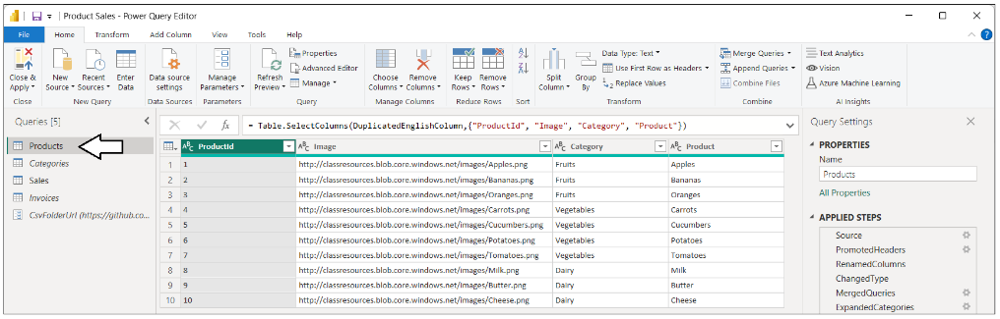 Product Sales - Power Query Editor
File Home Transform Add Column View Tools Help
Close & Apply
New Source
Recent Sources
Enter Data
Data source settings
Manage Parameters
Refresh Preview
Properties
Advanced Editor
Manage
Choose Columns
Remove Columns
Keep Rows
Remove Rows
Split Column
Group By
Data Type: Text
Use First Row as Headers
Replace Values
Merge Queries
Append Queries
Combine Files
Text Analytics
Vision
Azure Machine Learning
Close New Query Data Sources Parameters Query Manage Columns Reduce Rows Sort Transform Combine AI Insights
Queries [5]
Products
Categories
Sales
Invoices
CsvFolderUrl (https://github.co...
fx = Table.SelectColumns(DuplicatedEnglishColumn,{"ProductId", "Image", "Category", "Product"})
ABC ProductId ABC Image ABC Category ABC Product
1 1 http://classresources.blob.core.windows.net/images/Apples.png Fruits Apples
2 2 http://classresources.blob.core.windows.net/images/Bananas.png Fruits Bananas
3 3 http://classresources.blob.core.windows.net/images/Oranges.png Fruits Oranges
4 4 http://classresources.blob.core.windows.net/images/Carrots.png Vegetables Carrots
5 5 http://classresources.blob.core.windows.net/images/Cucumbers.png Vegetables Cucumbers
6 6 http://classresources.blob.core.windows.net/images/Potatoes.png Vegetables Potatoes
7 7 http://classresources.blob.core.windows.net/images/Tomatoes.png Vegetables Tomatoes
8 8 http://classresources.blob.core.windows.net/images/Milk.png Dairy Milk
9 9 http://classresources.blob.core.windows.net/images/Butter.png Dairy Butter
10 10 http://classresources.blob.core.windows.net/images/Cheese.png Dairy Cheese
Query Settings
PROPERTIES
Name
Products
All Properties
APPLIED STEPS
Source
PromotedHeaders
RenamedColumns
ChangedType
MergedQueries
ExpandedCategories